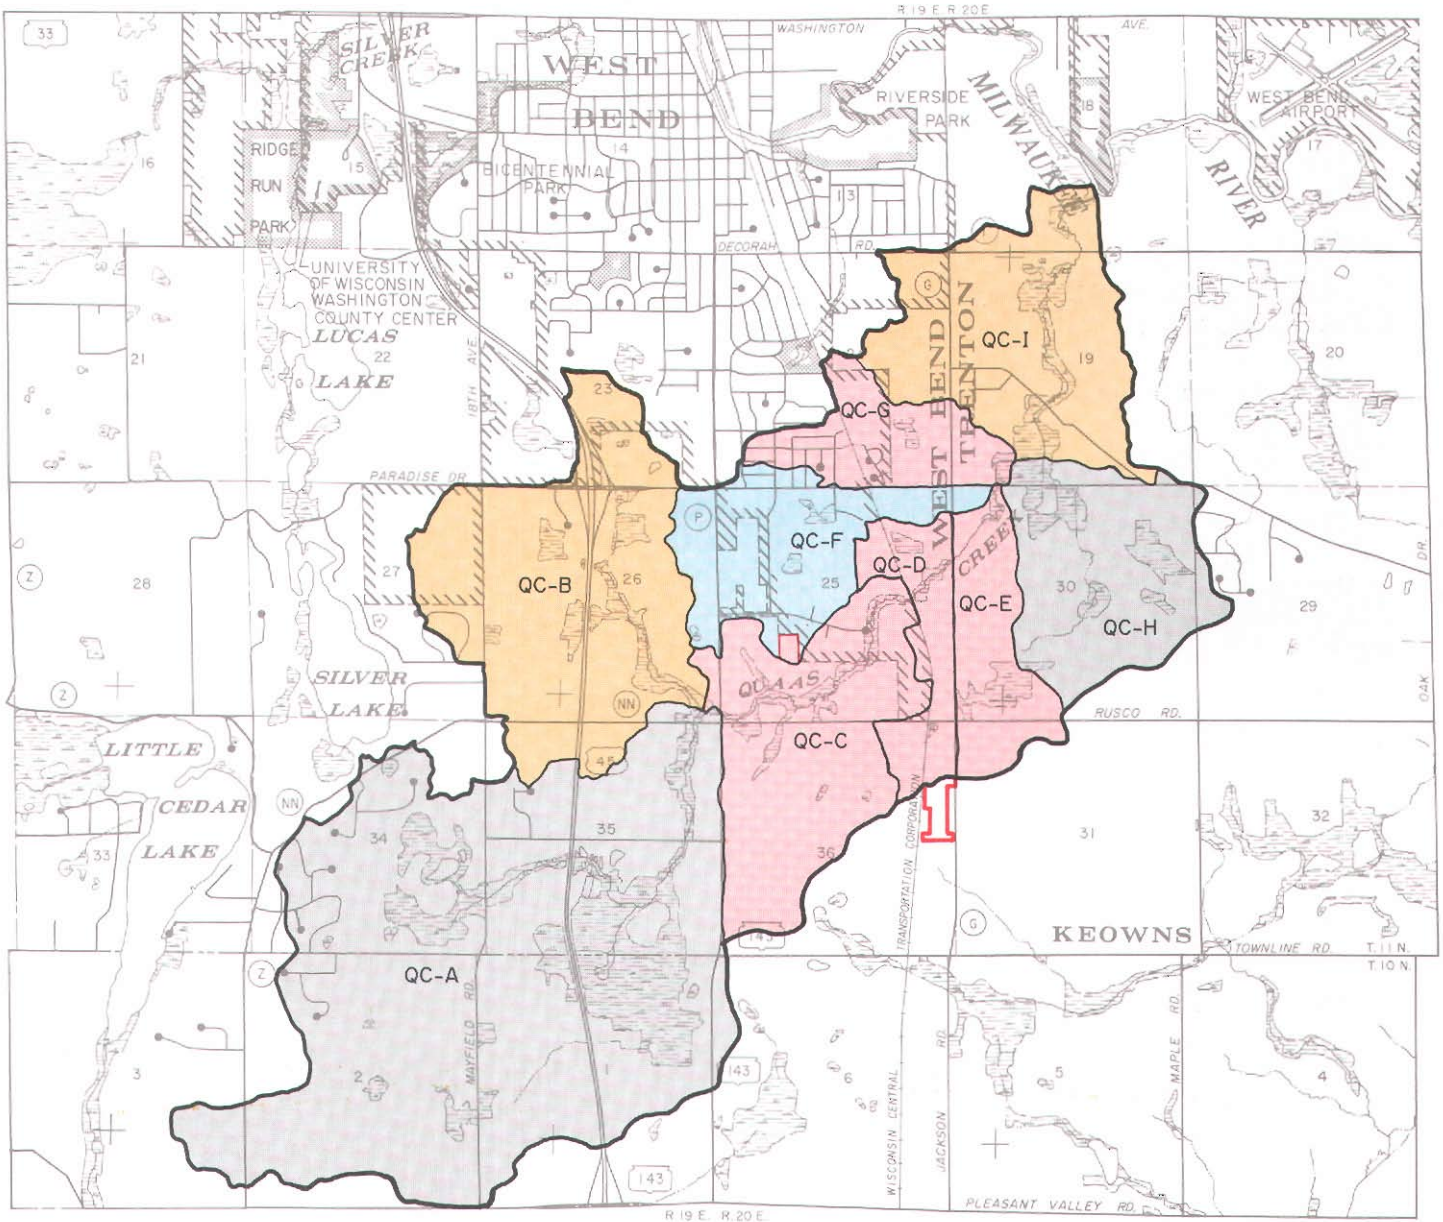 R 19 E. R. 20 E.
33
SILVER
CREEK
WEST
BEND
WASHINGTON
AVE.
RIVERSIDE
PARK
MILWAUKEE
RIVER
18
WEST BEND
AIRPORT
17
16
RIDGE
RUN
PARK
15
14
BICENTENNIAL
PARK
13
DECORAH
RD.
I
UNIVERSITY
OF WISCONSIN
WASHINGTON
COUNTY CENTER
LUCAS
LAKE
22
21
18TH AVE.
G
WEST BEND
TRENTON
QC-I
19
20
23
QC-G
PARADISE DR.
P
QC-F
25
QC-D
CREEK
QC-E
DR.
OAK
Z
28
27
QC-B
26
30
29
QC-H
Z
SILVER
LAKE
NN
QUAAS
QC-C
RUSCO RD.
LITTLE
CEDAR
LAKE
NN
45
34
35
36
I
31
32
33
TRANSPORTATION CORPORATION
143
G
KEOWNS
TOWNLINE RD.
T. 11 N.
T. 10 N.
Z
QC-A
MAYFIELD RD.
3
2
1
143
6
5
4
WISCONSIN CENTRAL
JACKSON RD.
MAPLE RD.
143
PLEASANT VALLEY RD.
R 19 E. R. 20 E.